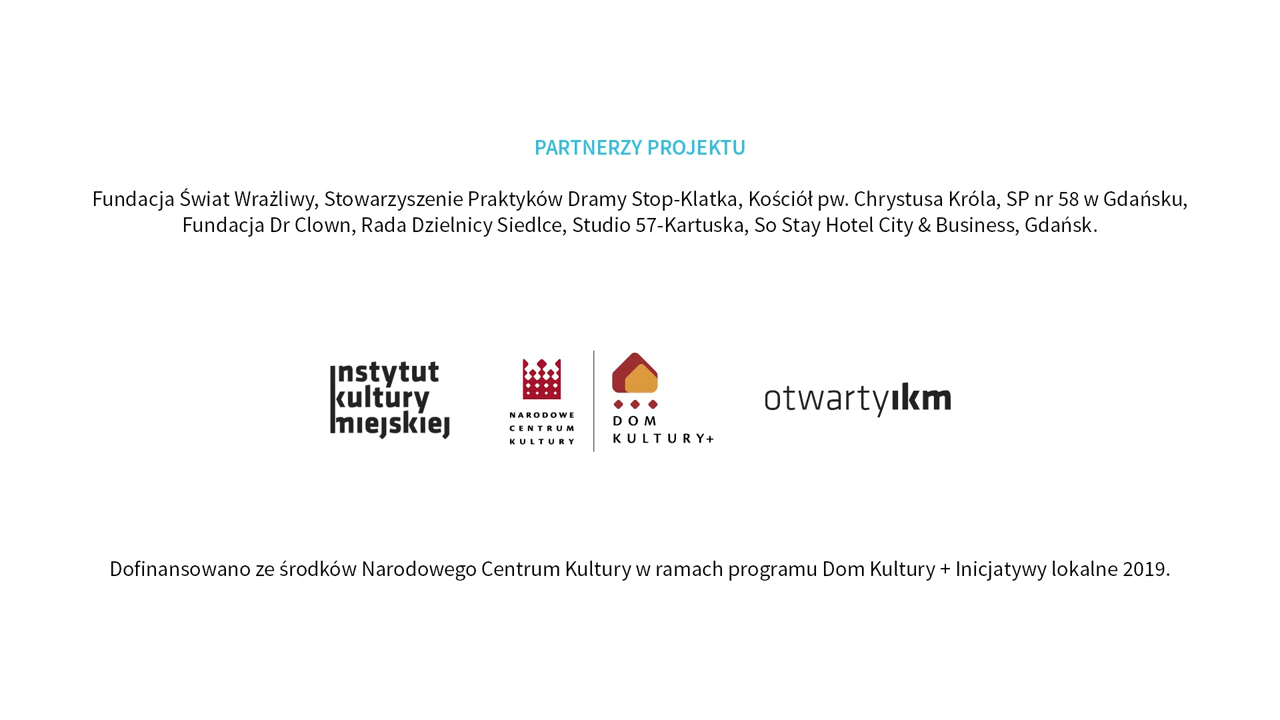 PARTNERZY PROJEKTU
Fundacja Świat Wrażliwy, Stowarzyszenie Praktyków Dramy Stop-Klatka, Kościół pw. Chrystusa Króla, SP nr 58 w Gdańsku,
Fundacja Dr Clown, Rada Dzielnicy Siedlce, Studio 57-Kartuska, So Stay Hotel City & Business, Gdańsk.
Instytut
kultury
miejskiej
NARODOWE
CENTRUM
KULTURY
DOM
KULTURY+
otwartyıkm
Dofinansowano ze środków Narodowego Centrum Kultury w ramach programu Dom Kultury + Inicjatywy lokalne 2019.